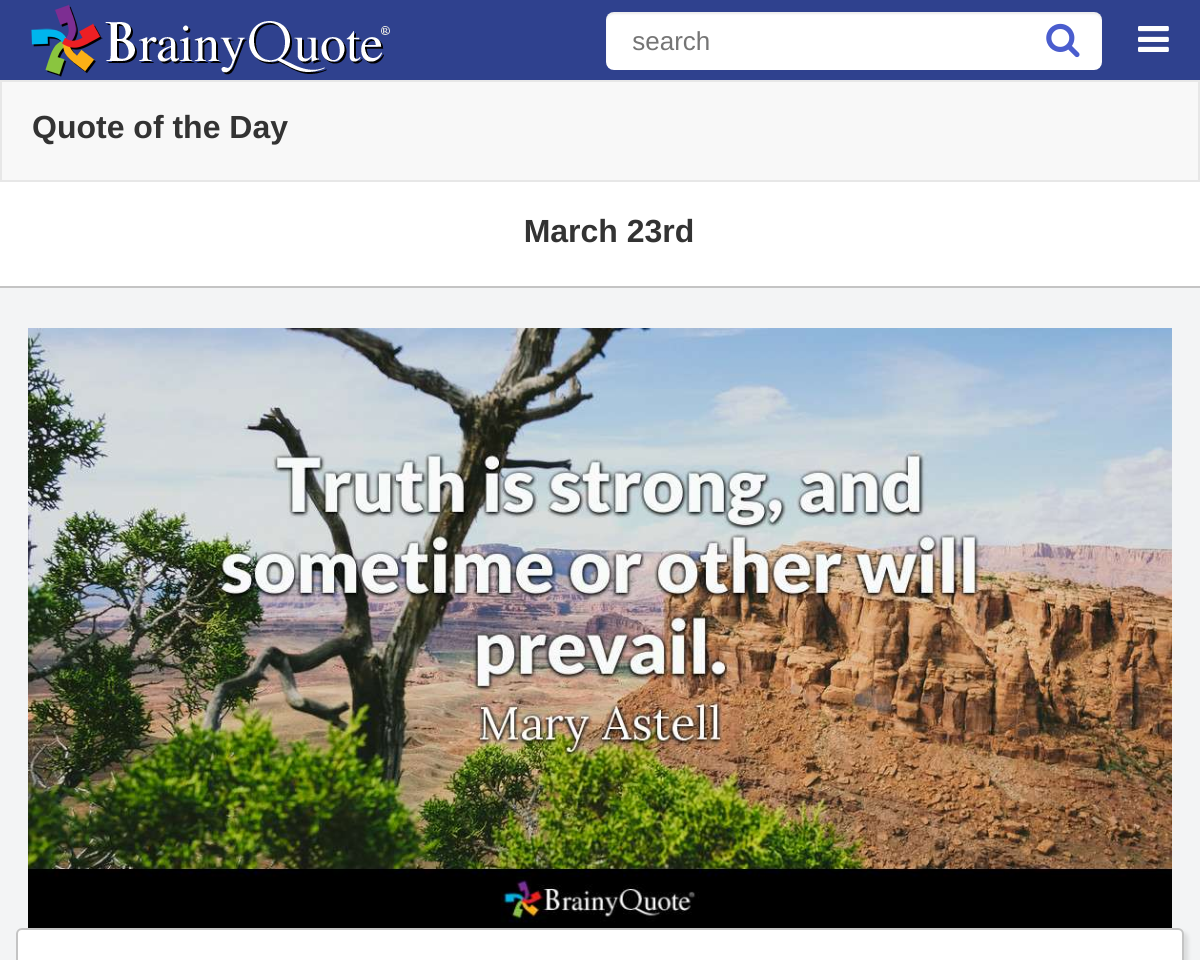 BrainyQuote®
search
Quote of the Day
March 23rd
Truth is strong, and
sometime or other will
prevail.
Mary Astell
BrainyQuote®